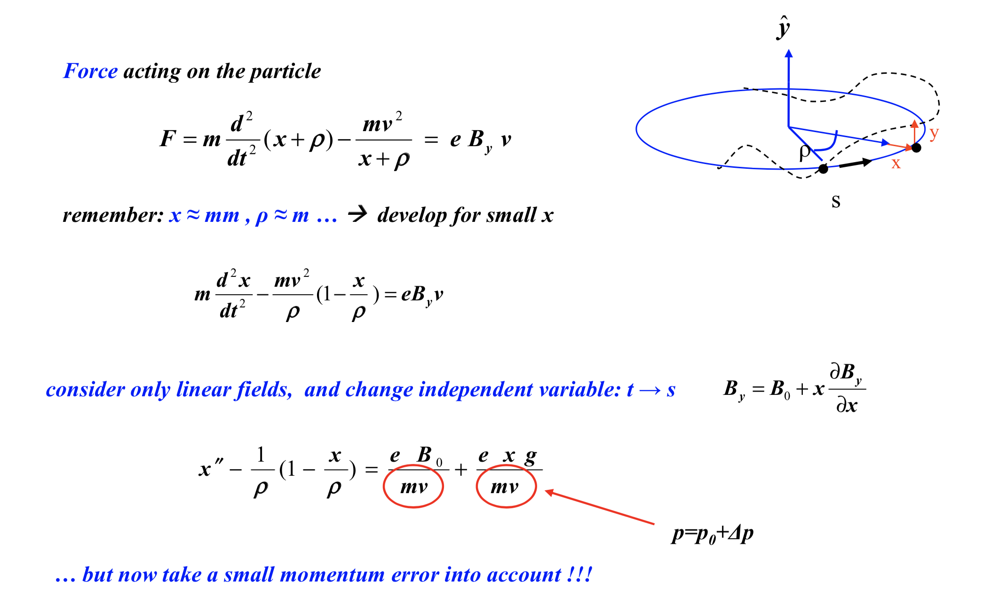 ŷ
Force acting on the particle
F = m d²/dt² (x + ρ) − mv²/(x + ρ) = e B_y v
y
ρ
x
s
remember: x ≈ mm , ρ ≈ m … → develop for small x
m d²x/dt² − mv²/ρ (1 − x/ρ) = eB_y v
consider only linear fields, and change independent variable: t → s
B_y = B_0 + x ∂B_y/∂x
x″ − 1/ρ (1 − x/ρ) = e B_0/mv + e x g/mv
p=p_0+Δp
… but now take a small momentum error into account !!!